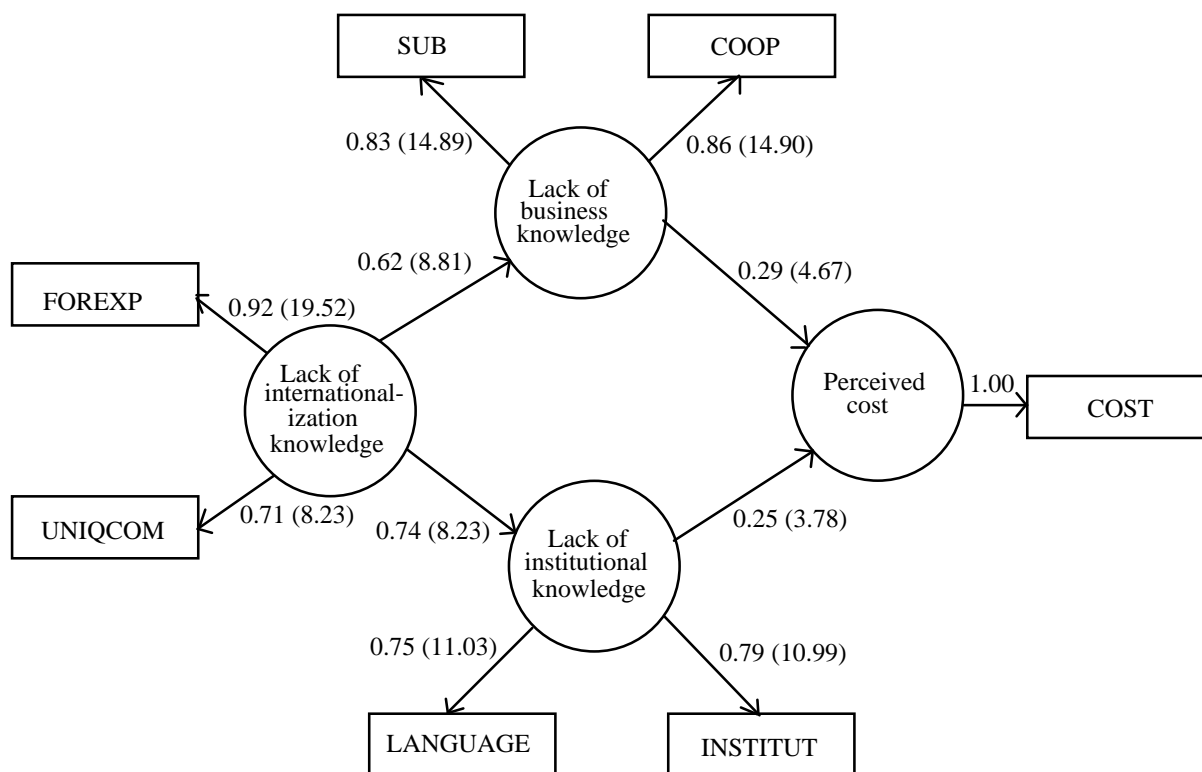 SUB
COOP
0.83 (14.89)
0.86 (14.90)
Lack of
business
knowledge
0.62 (8.81)
0.29 (4.67)
FOREXP
0.92 (19.52)
Lack of
international-
ization
knowledge
Perceived
cost
1.00
COST
UNIQCOM
0.71 (8.23)
0.74 (8.23)
0.25 (3.78)
Lack of
institutional
knowledge
0.75 (11.03)
0.79 (10.99)
LANGUAGE
INSTITUT